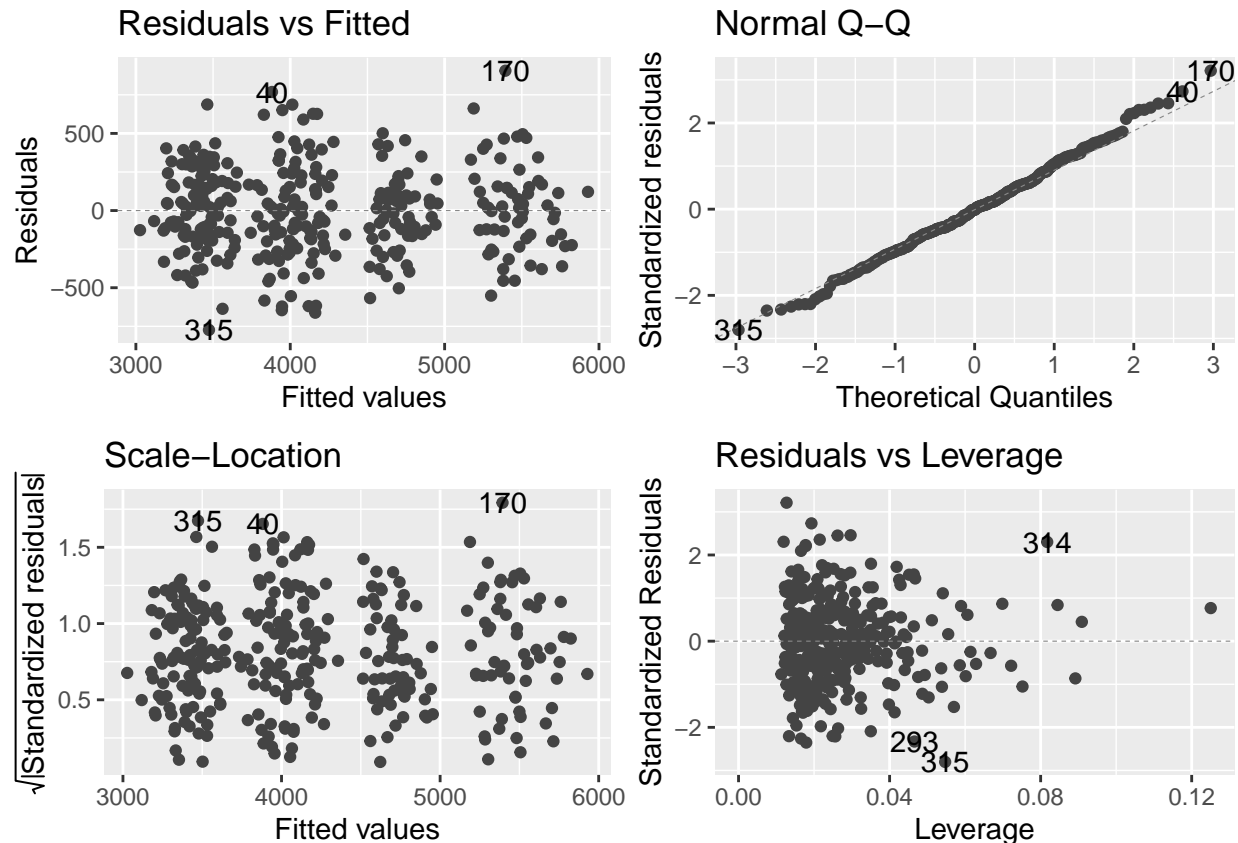 Residuals vs Fitted
Residuals
500
0
−500
170
40
315
3000 4000 5000 6000
Fitted values
Normal Q−Q
Standardized residuals
2
0
−2
170
40
315
−3 −2 −1 0 1 2 3
Theoretical Quantiles
Scale−Location
√|Standardized residuals|
1.5
1.0
0.5
315 40 170
3000 4000 5000 6000
Fitted values
Residuals vs Leverage
Standardized Residuals
2
0
−2
314
293
315
0.00 0.04 0.08 0.12
Leverage